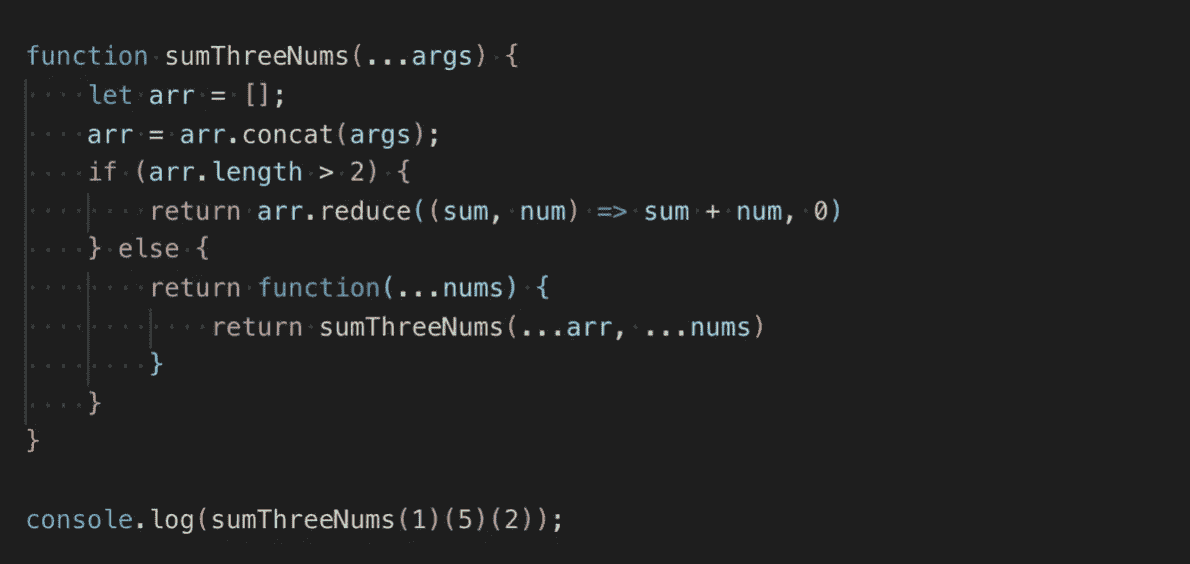 function sumThreeNums(...args) {
    let arr = [];
    arr = arr.concat(args);
    if (arr.length > 2) {
        return arr.reduce((sum, num) => sum + num, 0)
    } else {
        return function(...nums) {
            return sumThreeNums(...arr, ...nums)
        }
    }
}

console.log(sumThreeNums(1)(5)(2));